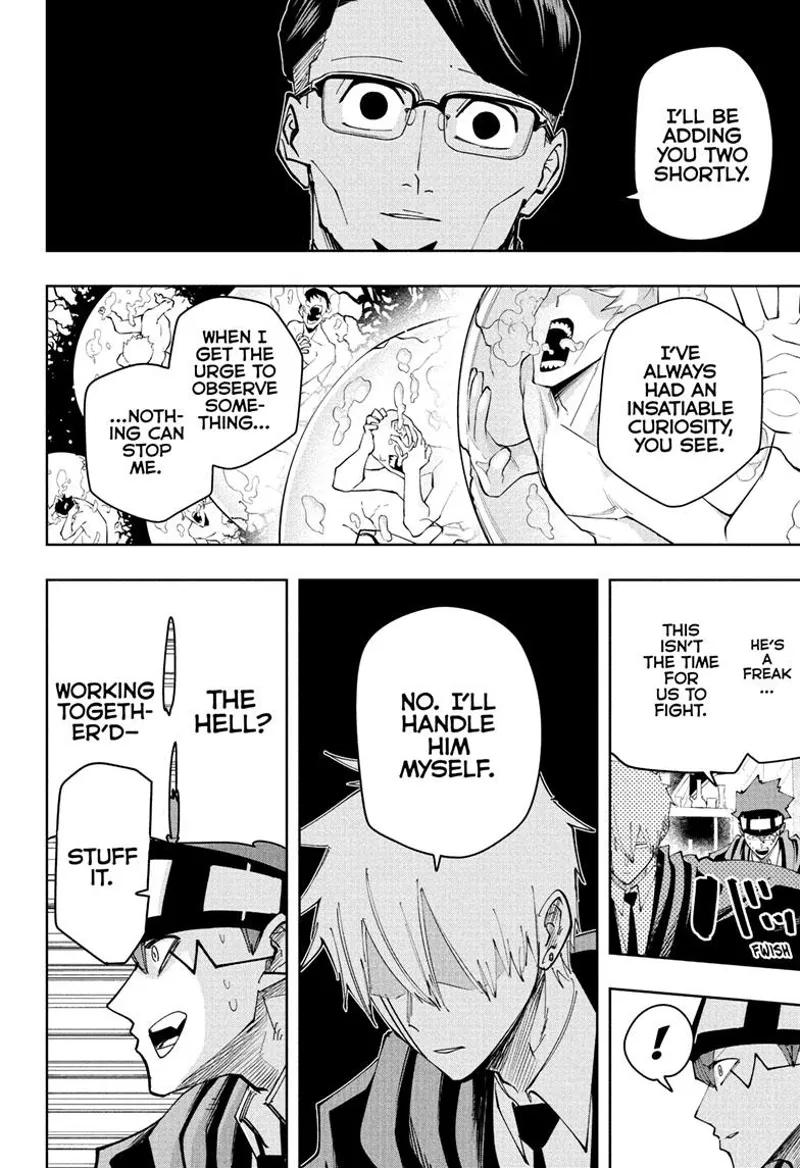 I'LL BE
ADDING
YOU TWO
SHORTLY.
I'VE
ALWAYS
HAD AN
INSATIABLE
CURIOSITY,
YOU SEE.
WHEN I
GET THE
URGE TO
OBSERVE
SOME-
THING...
...NOTH-
ING CAN
STOP
ME.
HE'S
A
FREAK
...
THIS
ISN'T
THE TIME
FOR
US TO
FIGHT.
FWISH
!
NO. I'LL
HANDLE
HIM
MYSELF.
THE
HELL?
WORKING
TOGETH-
ER'D–
STUFF
IT.